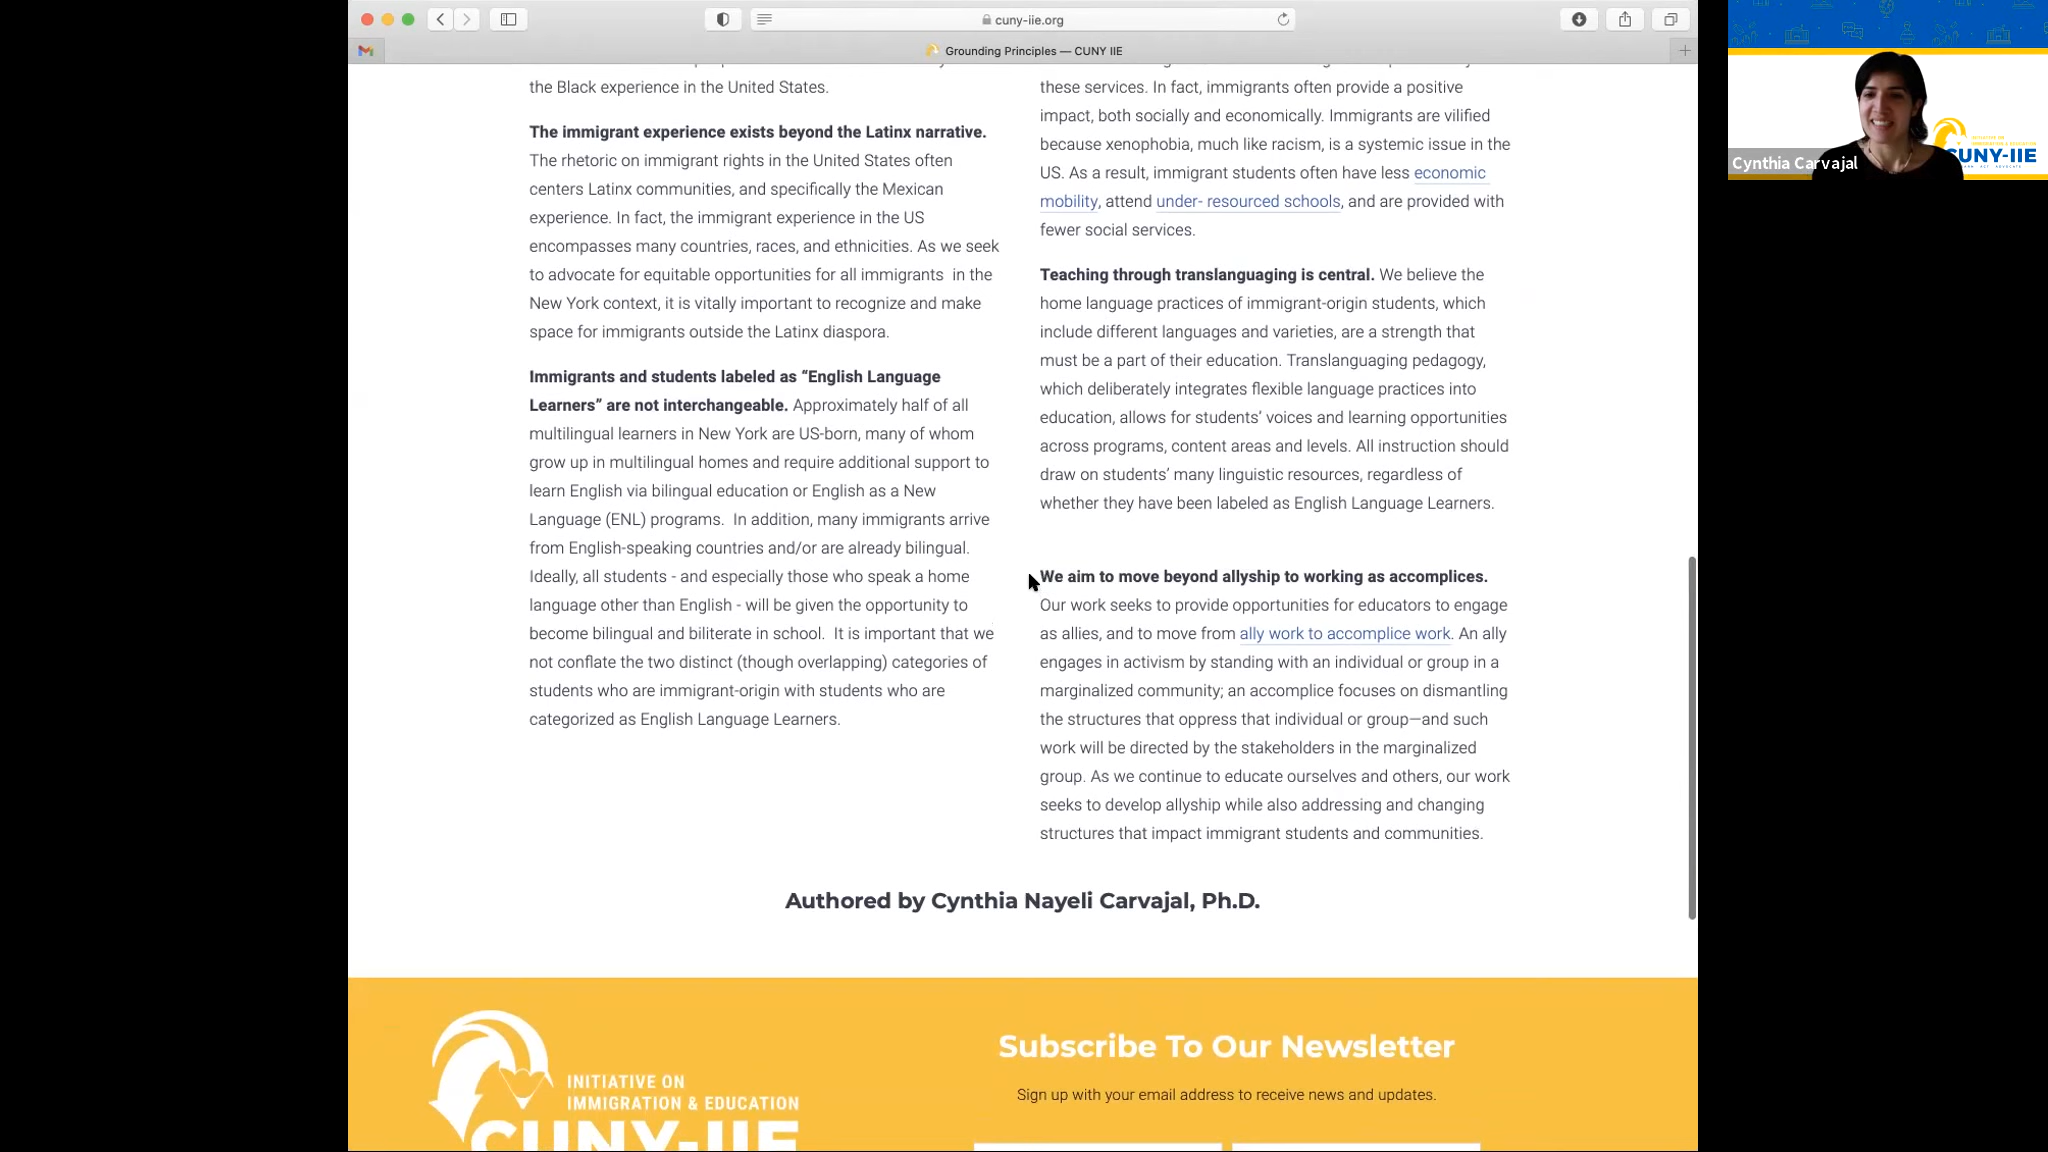 cuny-iie.org
Grounding Principles — CUNY IIE
the Black experience in the United States.
The immigrant experience exists beyond the Latinx narrative.
The rhetoric on immigrant rights in the United States often
centers Latinx communities, and specifically the Mexican
experience. In fact, the immigrant experience in the US
encompasses many countries, races, and ethnicities. As we seek
to advocate for equitable opportunities for all immigrants  in the
New York context, it is vitally important to recognize and make
space for immigrants outside the Latinx diaspora.
Immigrants and students labeled as “English Language
Learners” are not interchangeable. Approximately half of all
multilingual learners in New York are US-born, many of whom
grow up in multilingual homes and require additional support to
learn English via bilingual education or English as a New
Language (ENL) programs.  In addition, many immigrants arrive
from English-speaking countries and/or are already bilingual.
Ideally, all students - and especially those who speak a home
language other than English - will be given the opportunity to
become bilingual and biliterate in school.  It is important that we
not conflate the two distinct (though overlapping) categories of
students who are immigrant-origin with students who are
categorized as English Language Learners.
these services. In fact, immigrants often provide a positive
impact, both socially and economically. Immigrants are vilified
because xenophobia, much like racism, is a systemic issue in the
US. As a result, immigrant students often have less economic
mobility, attend under- resourced schools, and are provided with
fewer social services.
Teaching through translanguaging is central. We believe the
home language practices of immigrant-origin students, which
include different languages and varieties, are a strength that
must be a part of their education. Translanguaging pedagogy,
which deliberately integrates flexible language practices into
education, allows for students’ voices and learning opportunities
across programs, content areas and levels. All instruction should
draw on students’ many linguistic resources, regardless of
whether they have been labeled as English Language Learners.
We aim to move beyond allyship to working as accomplices.
Our work seeks to provide opportunities for educators to engage
as allies, and to move from ally work to accomplice work. An ally
engages in activism by standing with an individual or group in a
marginalized community; an accomplice focuses on dismantling
the structures that oppress that individual or group—and such
work will be directed by the stakeholders in the marginalized
group. As we continue to educate ourselves and others, our work
seeks to develop allyship while also addressing and changing
structures that impact immigrant students and communities.
Authored by Cynthia Nayeli Carvajal, Ph.D.
INITIATIVE ON
IMMIGRATION & EDUCATION
CUNY-IIE
Subscribe To Our Newsletter
Sign up with your email address to receive news and updates.
Cynthia Carvajal
CUNY-IIE